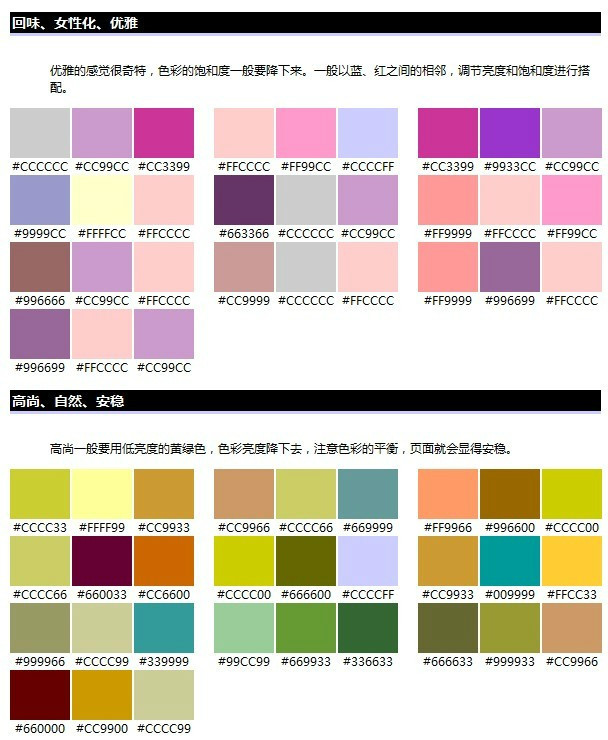 回味、女性化、优雅
优雅的感觉很奇特，色彩的饱和度一般要降下来。一般以蓝、红之间的相邻，调节亮度和饱和度进行搭
配。
#CCCCCC #CC99CC #CC3399 #FFCCCC #FF99CC #CCCCFF #CC3399 #9933CC #CC99CC
#9999CC #FFFFCC #FFCCCC #663366 #CCCCCC #CC99CC #FF9999 #FFCCCC #FF99CC
#996666 #CC99CC #FFCCCC #CC9999 #CCCCCC #FFCCCC #FF9999 #996699 #FFCCCC
#996699 #FFCCCC #CC99CC
高尚、自然、安稳
高尚一般要用低亮度的黄绿色，色彩亮度降下去，注意色彩的平衡，页面就会显得安稳。
#CCCC33 #FFFF99 #CC9933 #CC9966 #CCCC66 #669999 #FF9966 #996600 #CCCC00
#CCCC66 #660033 #CC6600 #CCCC00 #666600 #CCCCFF #CC9933 #009999 #FFCC33
#999966 #CCCC99 #339999 #99CC99 #669933 #336633 #666633 #999933 #CC9966
#660000 #CC9900 #CCCC99